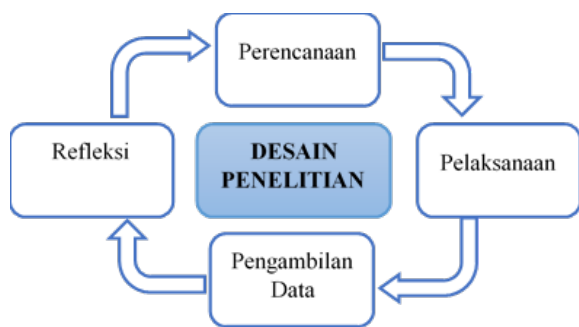 Perencanaan
Refleksi
DESAIN
PENELITIAN
Pelaksanaan
Pengambilan
Data